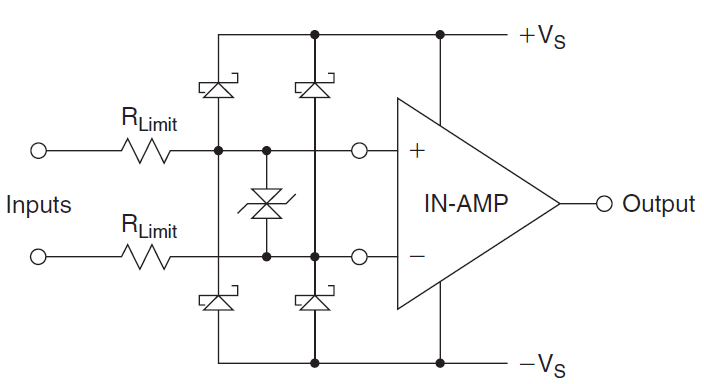 +VS
RLimit
+
Inputs
IN-AMP
Output
RLimit
−
−VS